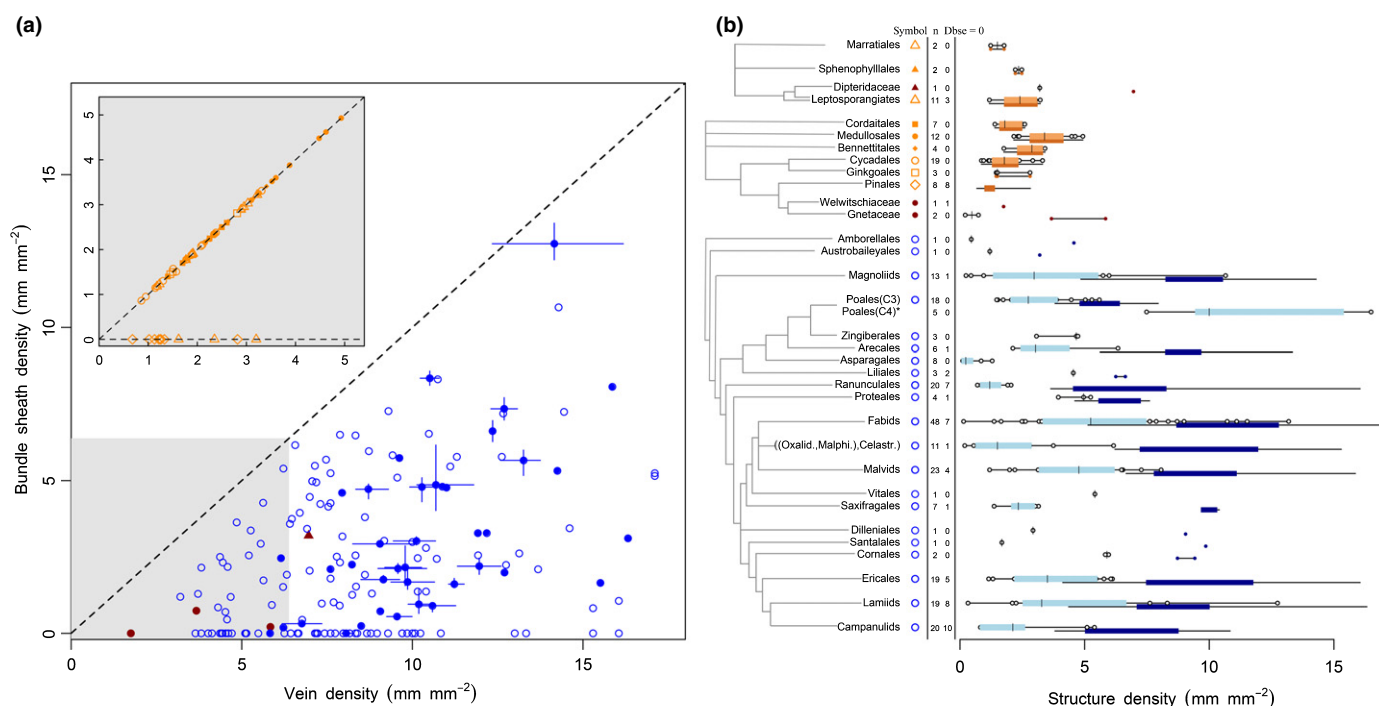 (a)
15
10
5
0
0 5 10 15
Bundle sheath density (mm mm−2)
Vein density (mm mm−2)
5
4
3
2
1
0
0 1 2 3 4 5
(b)
Symbol n Dbse = 0
Marratiales 2 0
Sphenophylllales 2 0
Dipteridaceae 1 0
Leptosporangiates 11 3
Cordaitales 7 0
Medullosales 12 0
Bennettitales 4 0
Cycadales 19 0
Ginkgoales 3 0
Pinales 8 8
Welwitschiaceae 1 1
Gnetaceae 2 0
Amborellales 1 0
Austrobaileyales 1 0
Magnoliids 13 1
Poales(C3) 18 0
Poales(C4)* 5 0
Zingiberales 3 0
Arecales 6 1
Asparagales 8 0
Liliales 3 2
Ranunculales 20 7
Proteales 4 1
Fabids 48 7
((Oxalid.,Malphi.),Celastr.) 11 1
Malvids 23 4
Vitales 1 0
Saxifragales 7 1
Dilleniales 1 0
Santalales 1 0
Cornales 2 0
Ericales 19 5
Lamiids 19 8
Campanulids 20 10
0 5 10 15
Structure density (mm mm−2)